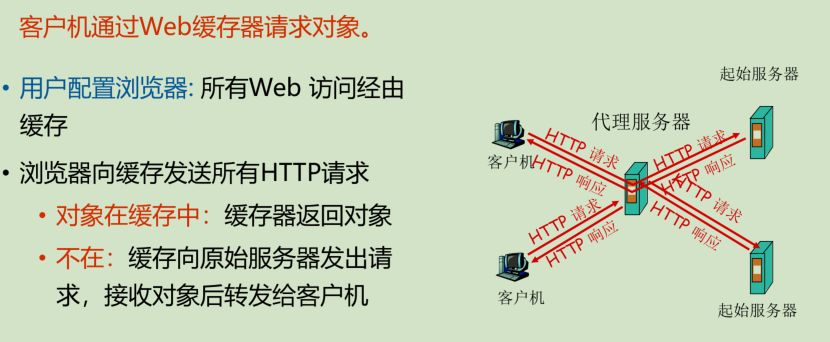 客户机通过Web缓存器请求对象。
• 用户配置浏览器: 所有Web 访问经由
缓存
• 浏览器向缓存发送所有HTTP请求
• 对象在缓存中：缓存器返回对象
• 不在：缓存向原始服务器发出请
求，接收对象后转发给客户机
起始服务器
代理服务器
客户机
HTTP 请求
HTTP 响应
HTTP 请求
HTTP 响应
HTTP 请求
HTTP 响应
HTTP 请求
HTTP 响应
客户机
起始服务器